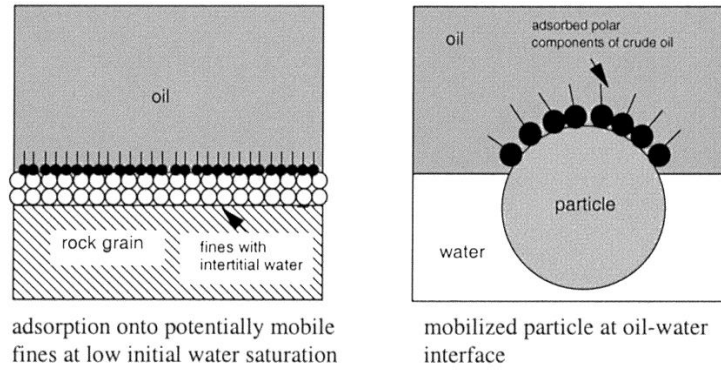 oil
rock grain
fines with
intertitial water
adsorption onto potentially mobile
fines at low initial water saturation
oil
adsorbed polar
components of crude oil
particle
water
mobilized particle at oil-water
interface